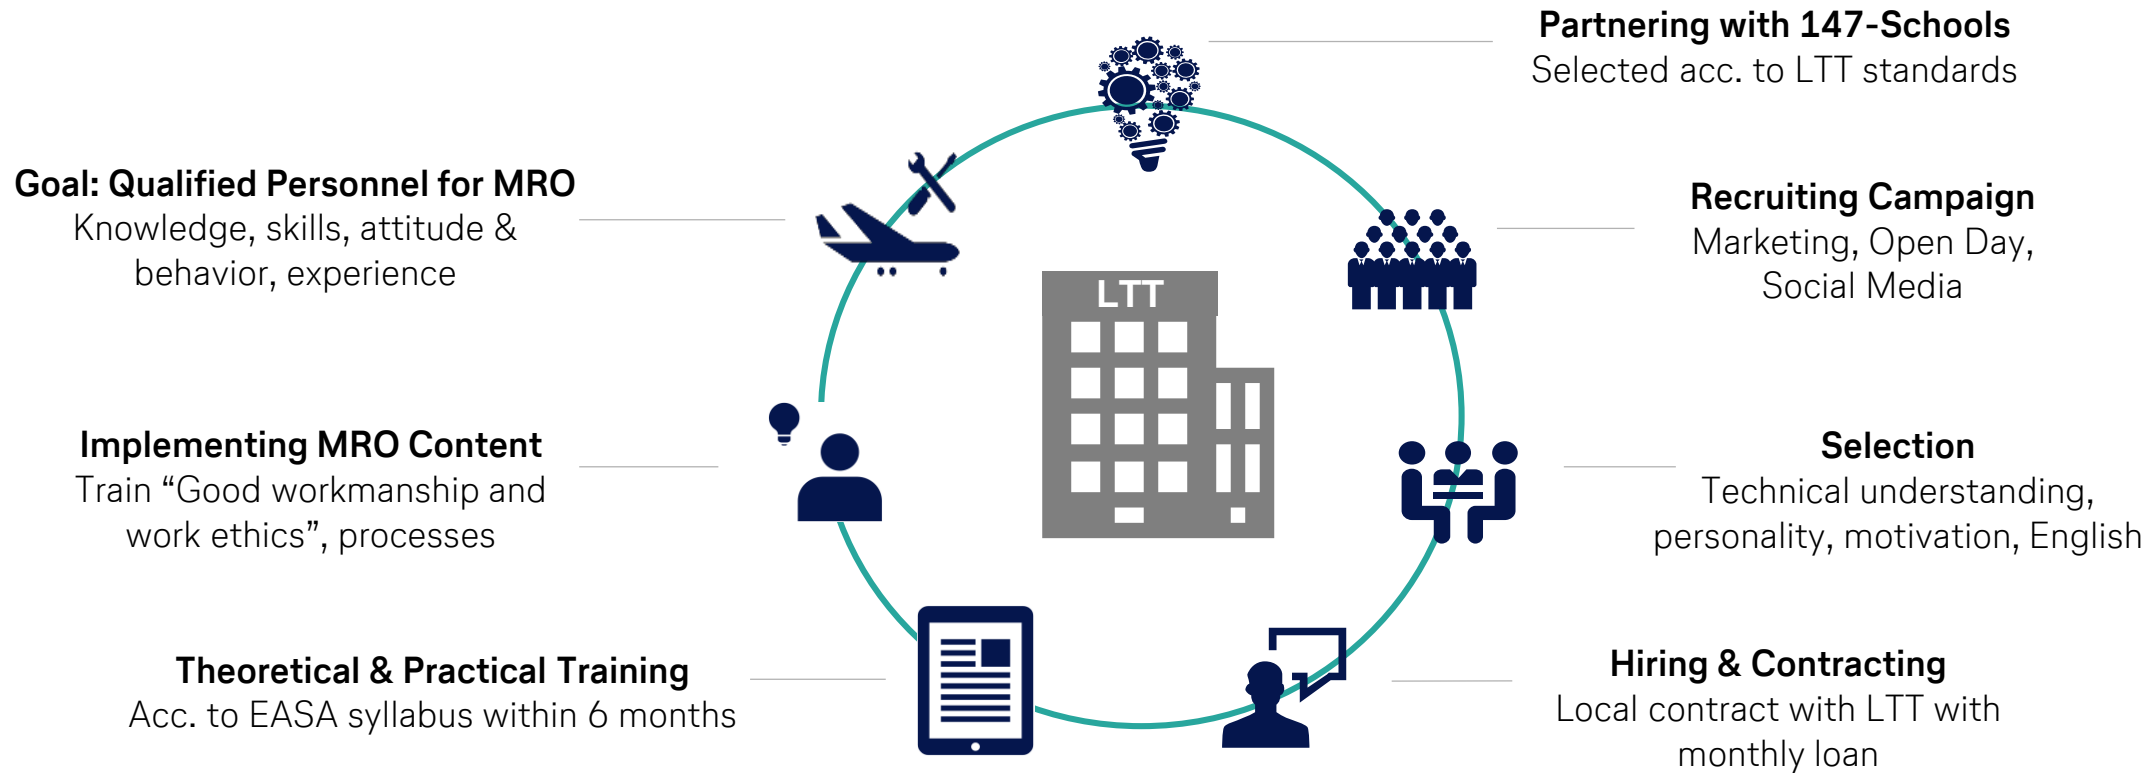 Partnering with 147-Schools
Selected acc. to LTT standards
Recruiting Campaign
Marketing, Open Day,
Social Media
Selection
Technical understanding,
personality, motivation, English
Hiring & Contracting
Local contract with LTT with
monthly loan
Theoretical & Practical Training
Acc. to EASA syllabus within 6 months
Implementing MRO Content
Train “Good workmanship and
work ethics”, processes
Goal: Qualified Personnel for MRO
Knowledge, skills, attitude &
behavior, experience
LTT